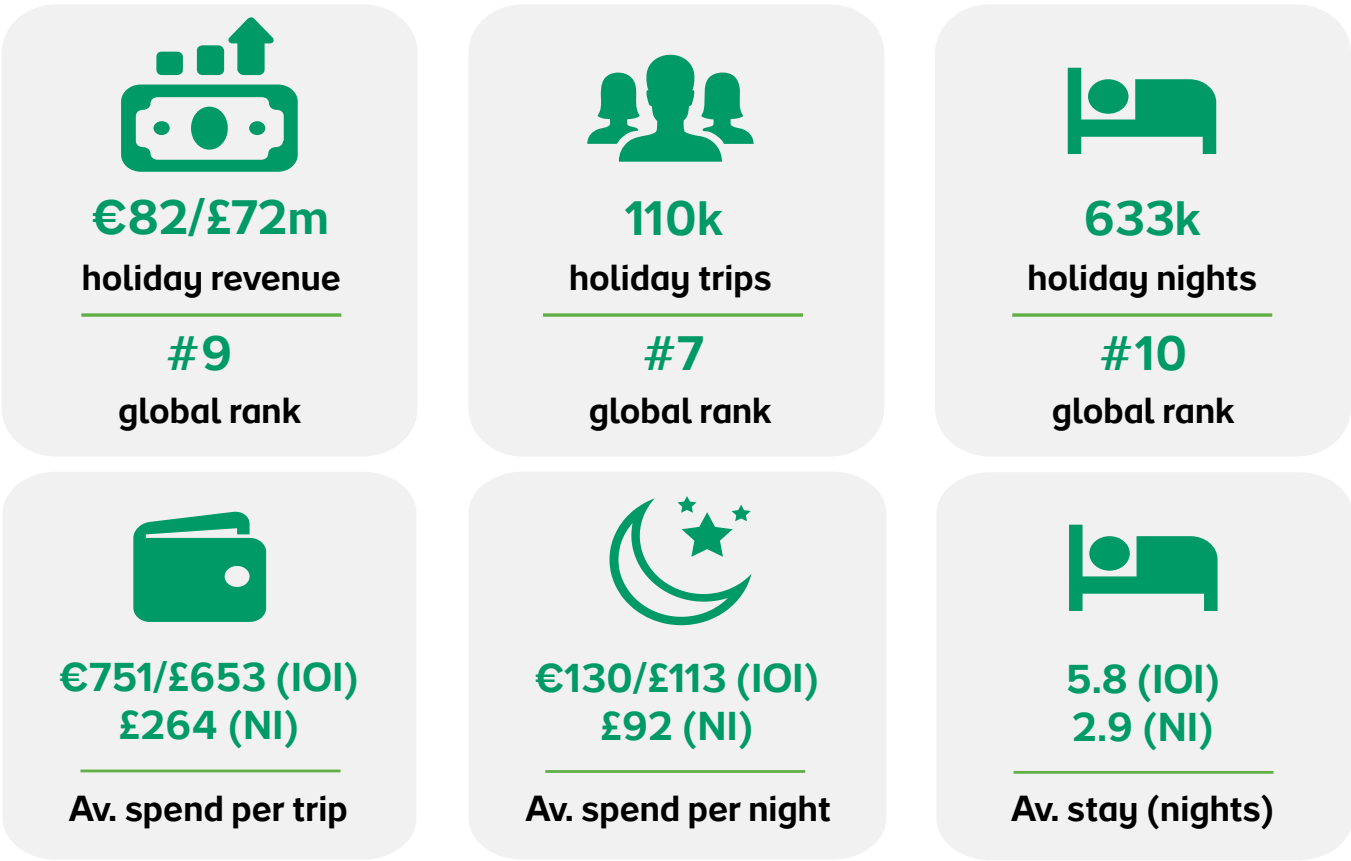 €82/£72m
holiday revenue
#9
global rank
110k
holiday trips
#7
global rank
633k
holiday nights
#10
global rank
€751/£653 (IOI)
£264 (NI)
Av. spend per trip
€130/£113 (IOI)
£92 (NI)
Av. spend per night
5.8 (IOI)
2.9 (NI)
Av. stay (nights)